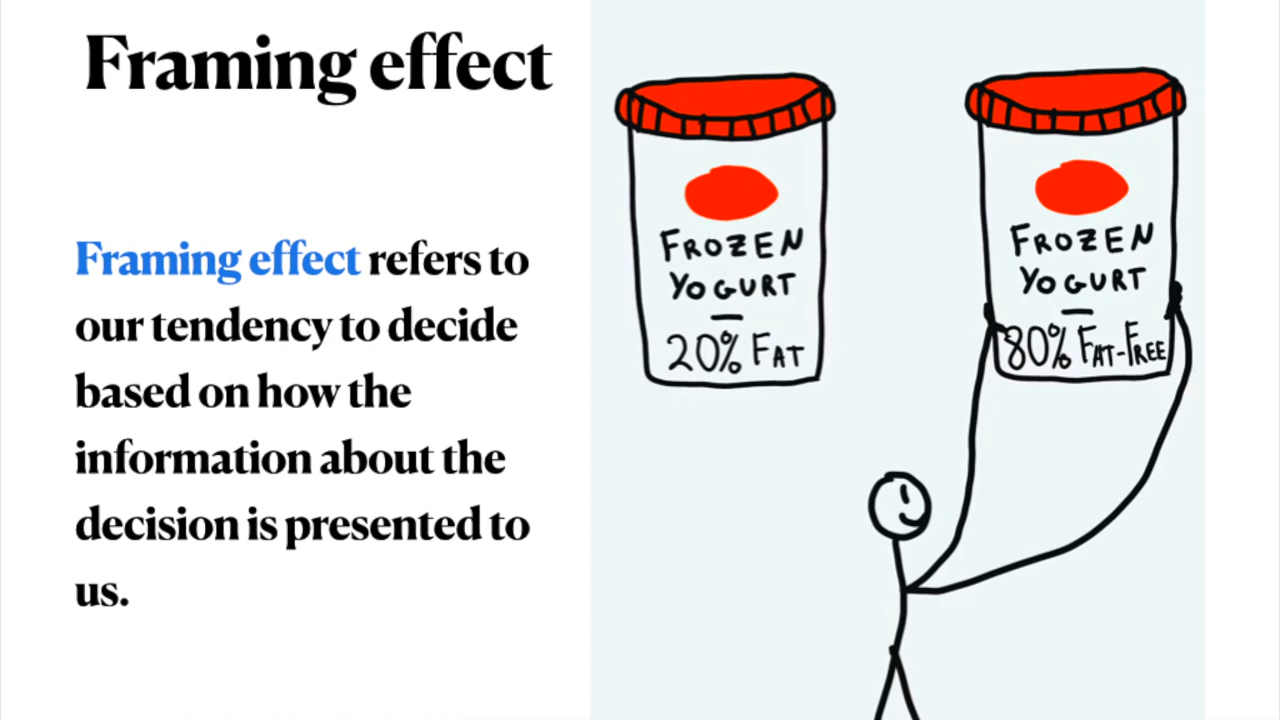 Framing effect
Framing effect refers to
our tendency to decide
based on how the
information about the
decision is presented to
us.
FROZEN
YOGURT
20% FAT
FROZEN
YOGURT
80% FAT-FREE